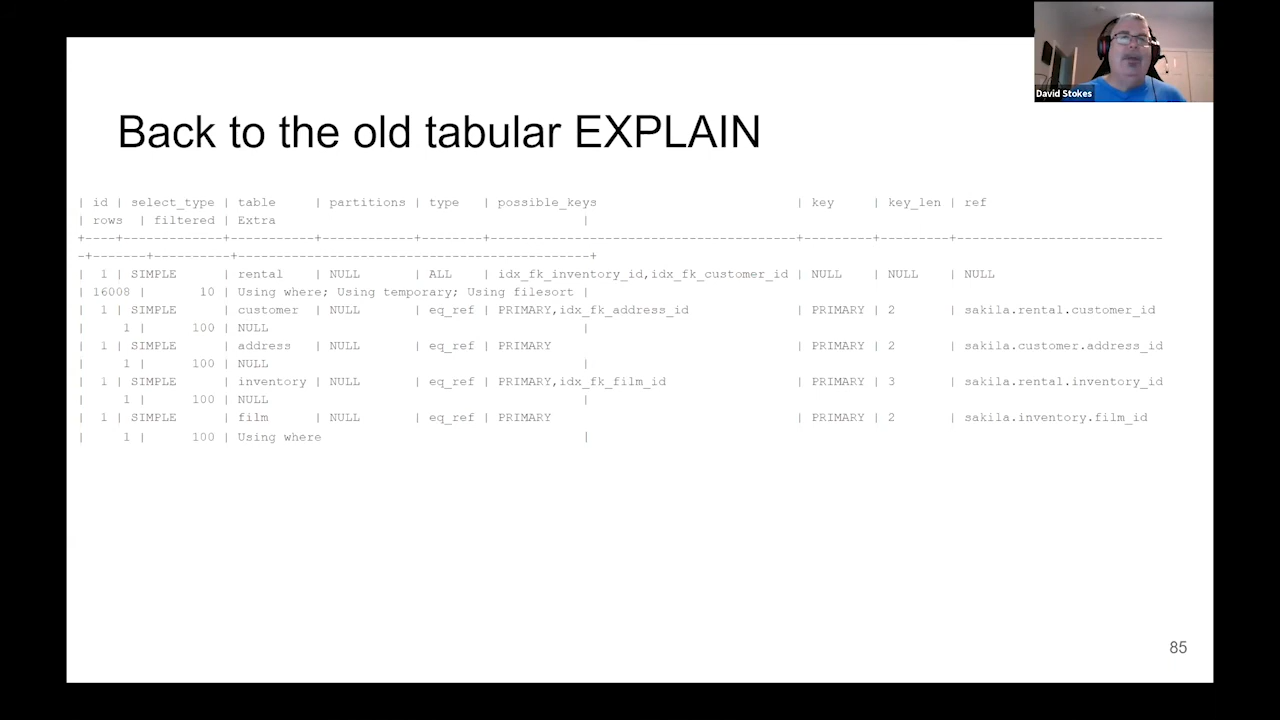 David Stokes
Back to the old tabular EXPLAIN
| id | select_type | table     | partitions | type   | possible_keys                          | key     | key_len | ref
| rows  | filtered | Extra                                        |
+----+-------------+-----------+------------+--------+----------------------------------------+---------+---------+---------------------------
-+-------+----------+----------------------------------------------+
|  1 | SIMPLE      | rental    | NULL       | ALL    | idx_fk_inventory_id,idx_fk_customer_id | NULL    | NULL    | NULL
| 16008 |       10 | Using where; Using temporary; Using filesort |
|  1 | SIMPLE      | customer  | NULL       | eq_ref | PRIMARY,idx_fk_address_id              | PRIMARY | 2       | sakila.rental.customer_id
|     1 |      100 | NULL                                         |
|  1 | SIMPLE      | address   | NULL       | eq_ref | PRIMARY                                | PRIMARY | 2       | sakila.customer.address_id
|     1 |      100 | NULL                                         |
|  1 | SIMPLE      | inventory | NULL       | eq_ref | PRIMARY,idx_fk_film_id                 | PRIMARY | 3       | sakila.rental.inventory_id
|     1 |      100 | NULL                                         |
|  1 | SIMPLE      | film      | NULL       | eq_ref | PRIMARY                                | PRIMARY | 2       | sakila.inventory.film_id
|     1 |      100 | Using where                                  |
85